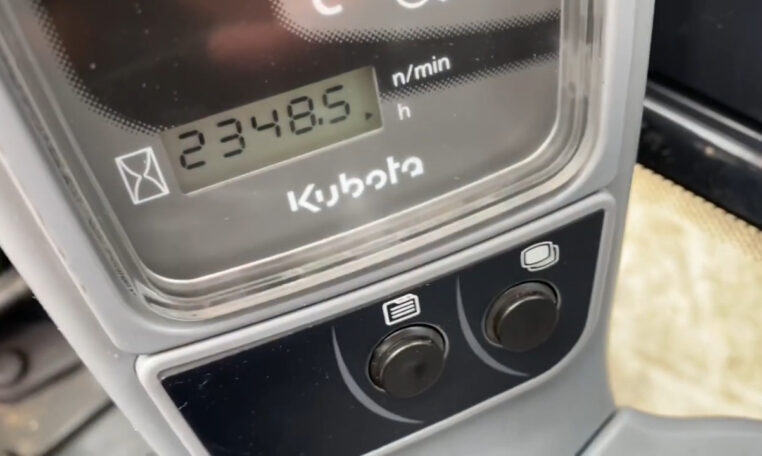 C
n/min
2348.5
h
Kubota